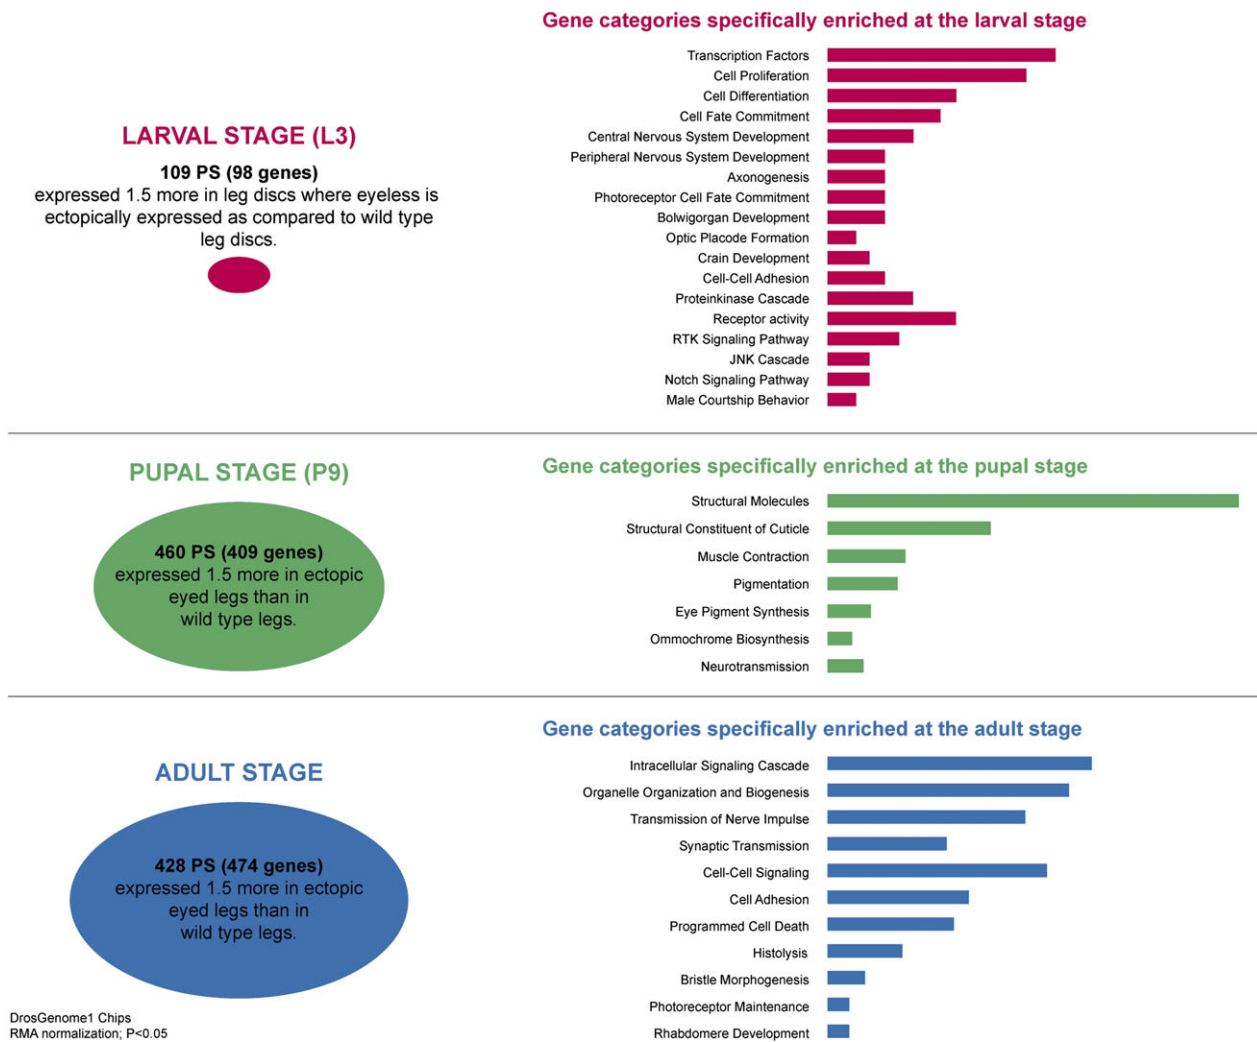 Gene categories specifically enriched at the larval stage
LARVAL STAGE (L3)
109 PS (98 genes)
expressed 1.5 more in leg discs where eyeless is
ectopically expressed as compared to wild type
leg discs.
Transcription Factors
Cell Proliferation
Cell Differentiation
Cell Fate Commitment
Central Nervous System Development
Peripheral Nervous System Development
Axonogenesis
Photoreceptor Cell Fate Commitment
Bolwigorgan Development
Optic Placode Formation
Crain Development
Cell-Cell Adhesion
Proteinkinase Cascade
Receptor activity
RTK Signaling Pathway
JNK Cascade
Notch Signaling Pathway
Male Courtship Behavior
PUPAL STAGE (P9)
460 PS (409 genes)
expressed 1.5 more in ectopic
eyed legs than in
wild type legs.
Gene categories specifically enriched at the pupal stage
Structural Molecules
Structural Constituent of Cuticle
Muscle Contraction
Pigmentation
Eye Pigment Synthesis
Ommochrome Biosynthesis
Neurotransmission
ADULT STAGE
428 PS (474 genes)
expressed 1.5 more in ectopic
eyed legs than in
wild type legs.
Gene categories specifically enriched at the adult stage
Intracellular Signaling Cascade
Organelle Organization and Biogenesis
Transmission of Nerve Impulse
Synaptic Transmission
Cell-Cell Signaling
Cell Adhesion
Programmed Cell Death
Histolysis
Bristle Morphogenesis
Photoreceptor Maintenance
Rhabdomere Development
DrosGenome1 Chips
RMA normalization; P<0.05